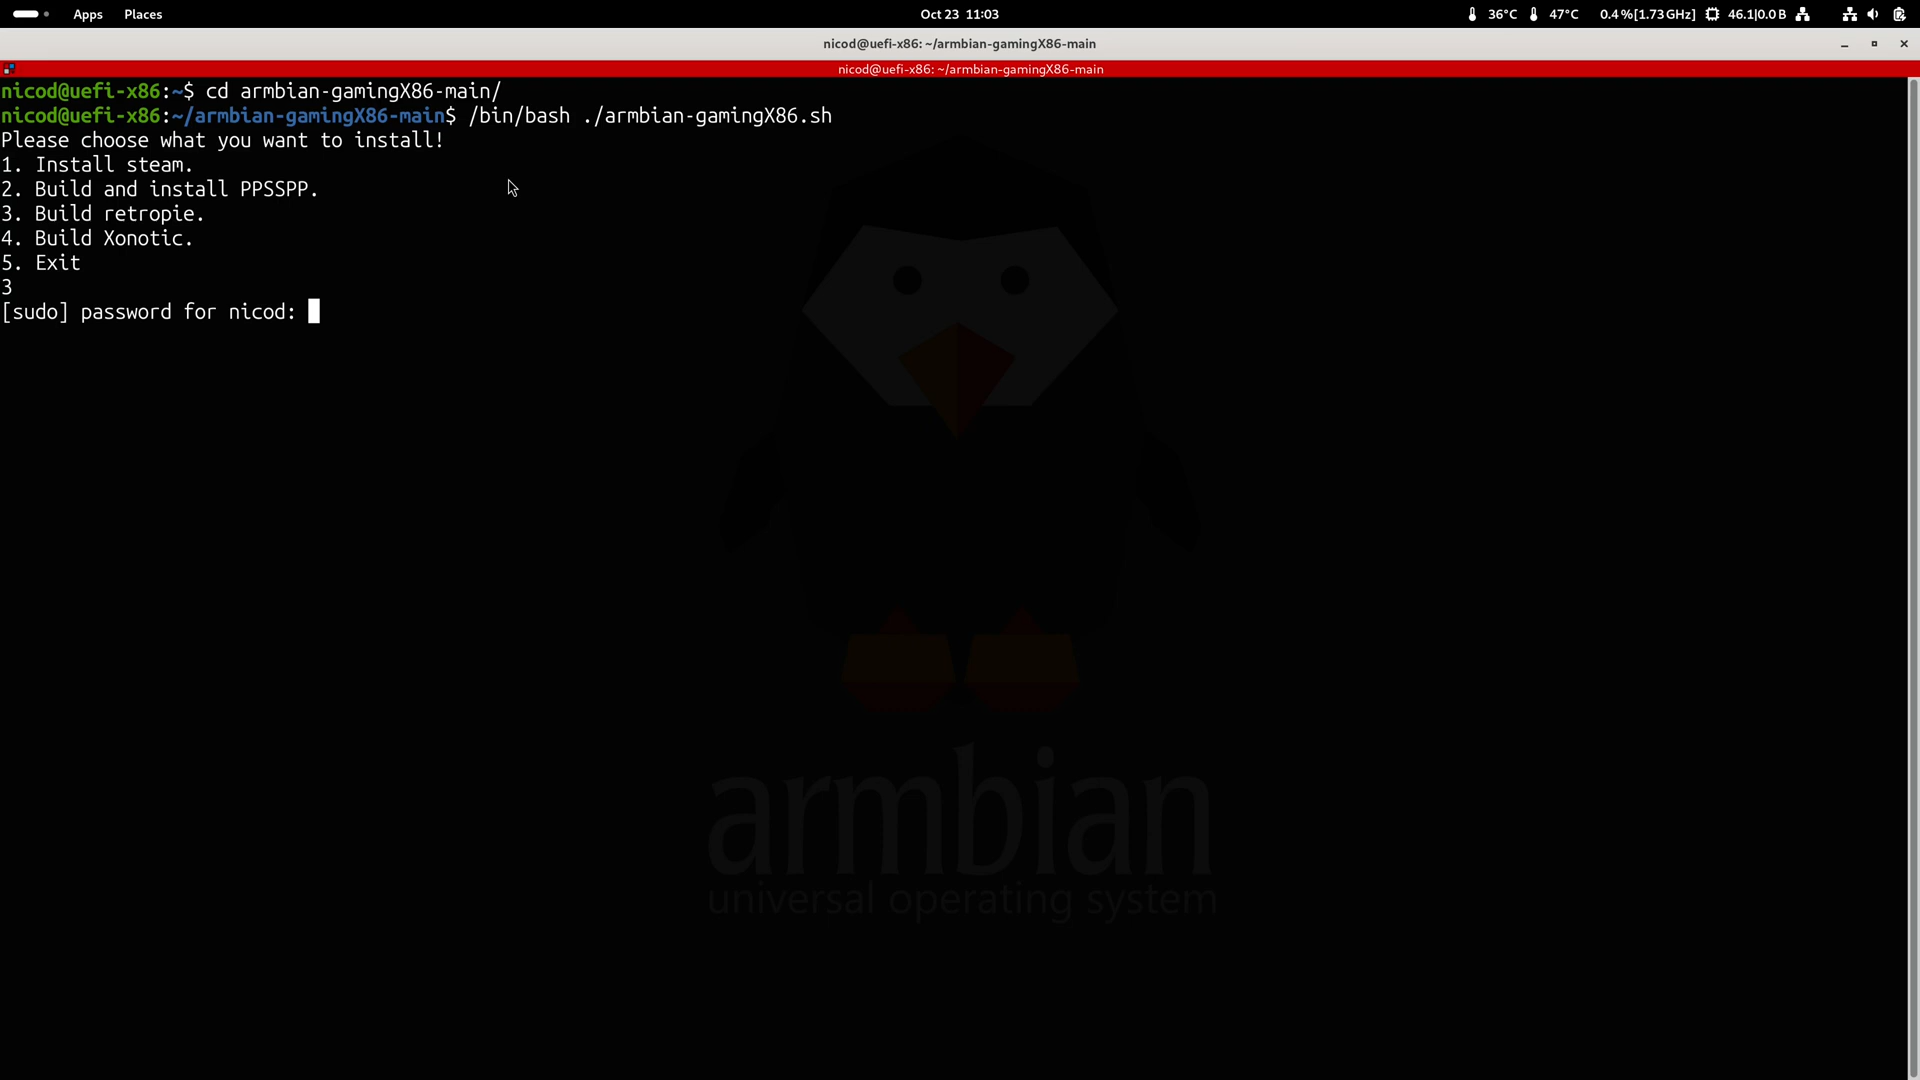 Apps Places Oct 23 11:03 36°C 47°C 0.4%[1.73GHz] 46.1|0.0B
nicod@uefi-x86: ~/armbian-gamingX86-main
nicod@uefi-x86: ~/armbian-gamingX86-main
nicod@uefi-x86:~$ cd armbian-gamingX86-main/
nicod@uefi-x86:~/armbian-gamingX86-main$ /bin/bash ./armbian-gamingX86.sh
Please choose what you want to install!
1. Install steam.
2. Build and install PPSSPP.
3. Build retropie.
4. Build Xonotic.
5. Exit
3
[sudo] password for nicod:
armbian
universal operating system